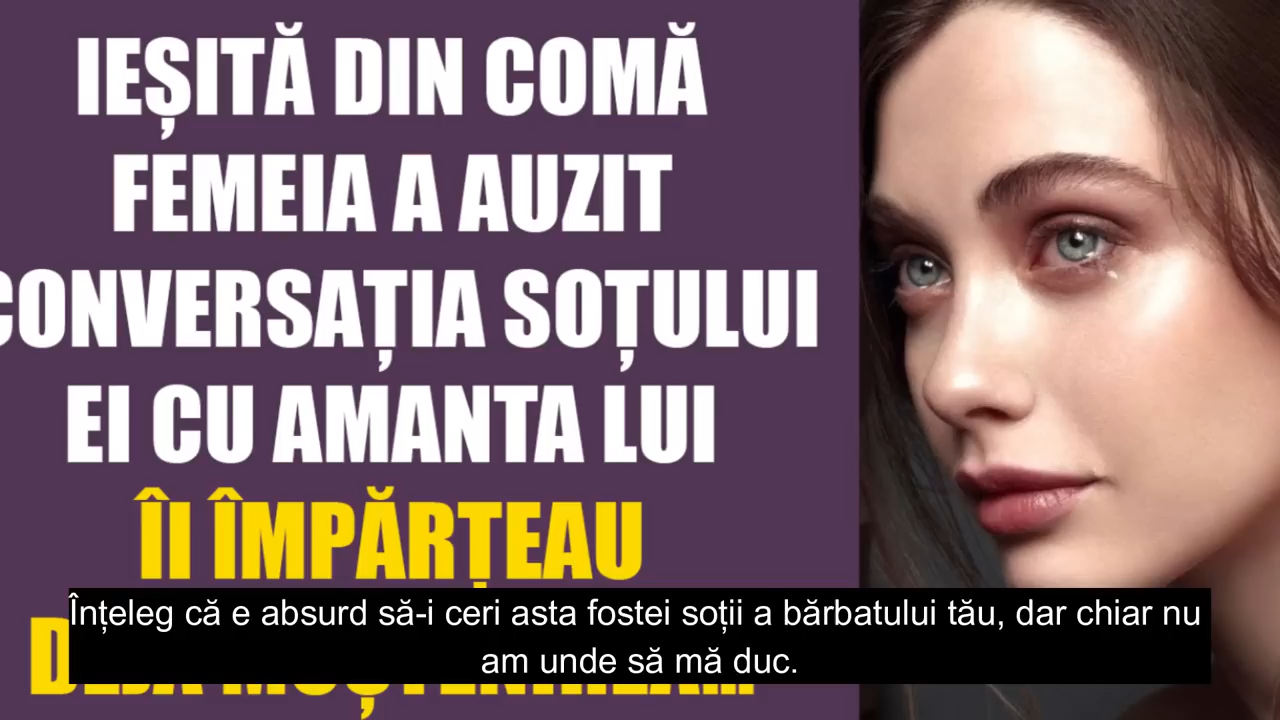 IEȘITĂ DIN COMĂ
FEMEIA A AUZIT
CONVERSAȚIA SOȚULUI
EI CU AMANTA LUI
ÎI ÎMPĂRȚEAU
Înțeleg că e absurd să-i ceri asta fostei soții a bărbatului tău, dar chiar nu
am unde să mă duc.